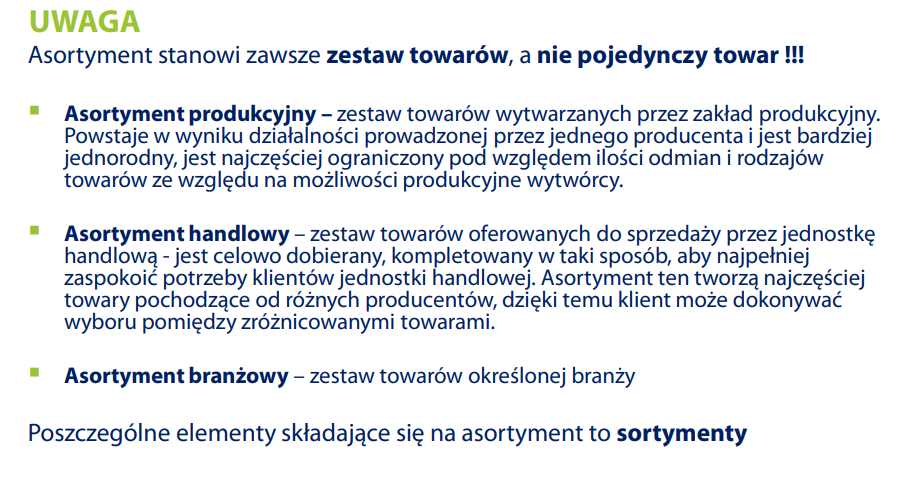 UWAGA
Asortyment stanowi zawsze zestaw towarów, a nie pojedynczy towar !!!
▪ Asortyment produkcyjny – zestaw towarów wytwarzanych przez zakład produkcyjny.
Powstaje w wyniku działalności prowadzonej przez jednego producenta i jest bardziej
jednorodny, jest najczęściej ograniczony pod względem ilości odmian i rodzajów
towarów ze względu na możliwości produkcyjne wytwórcy.
▪ Asortyment handlowy – zestaw towarów oferowanych do sprzedaży przez jednostkę
handlową - jest celowo dobierany, kompletowany w taki sposób, aby najpełniej
zaspokoić potrzeby klientów jednostki handlowej. Asortyment ten tworzą najczęściej
towary pochodzące od różnych producentów, dzięki temu klient może dokonywać
wyboru pomiędzy zróżnicowanymi towarami.
▪ Asortyment branżowy – zestaw towarów określonej branży
Poszczególne elementy składające się na asortyment to sortymenty